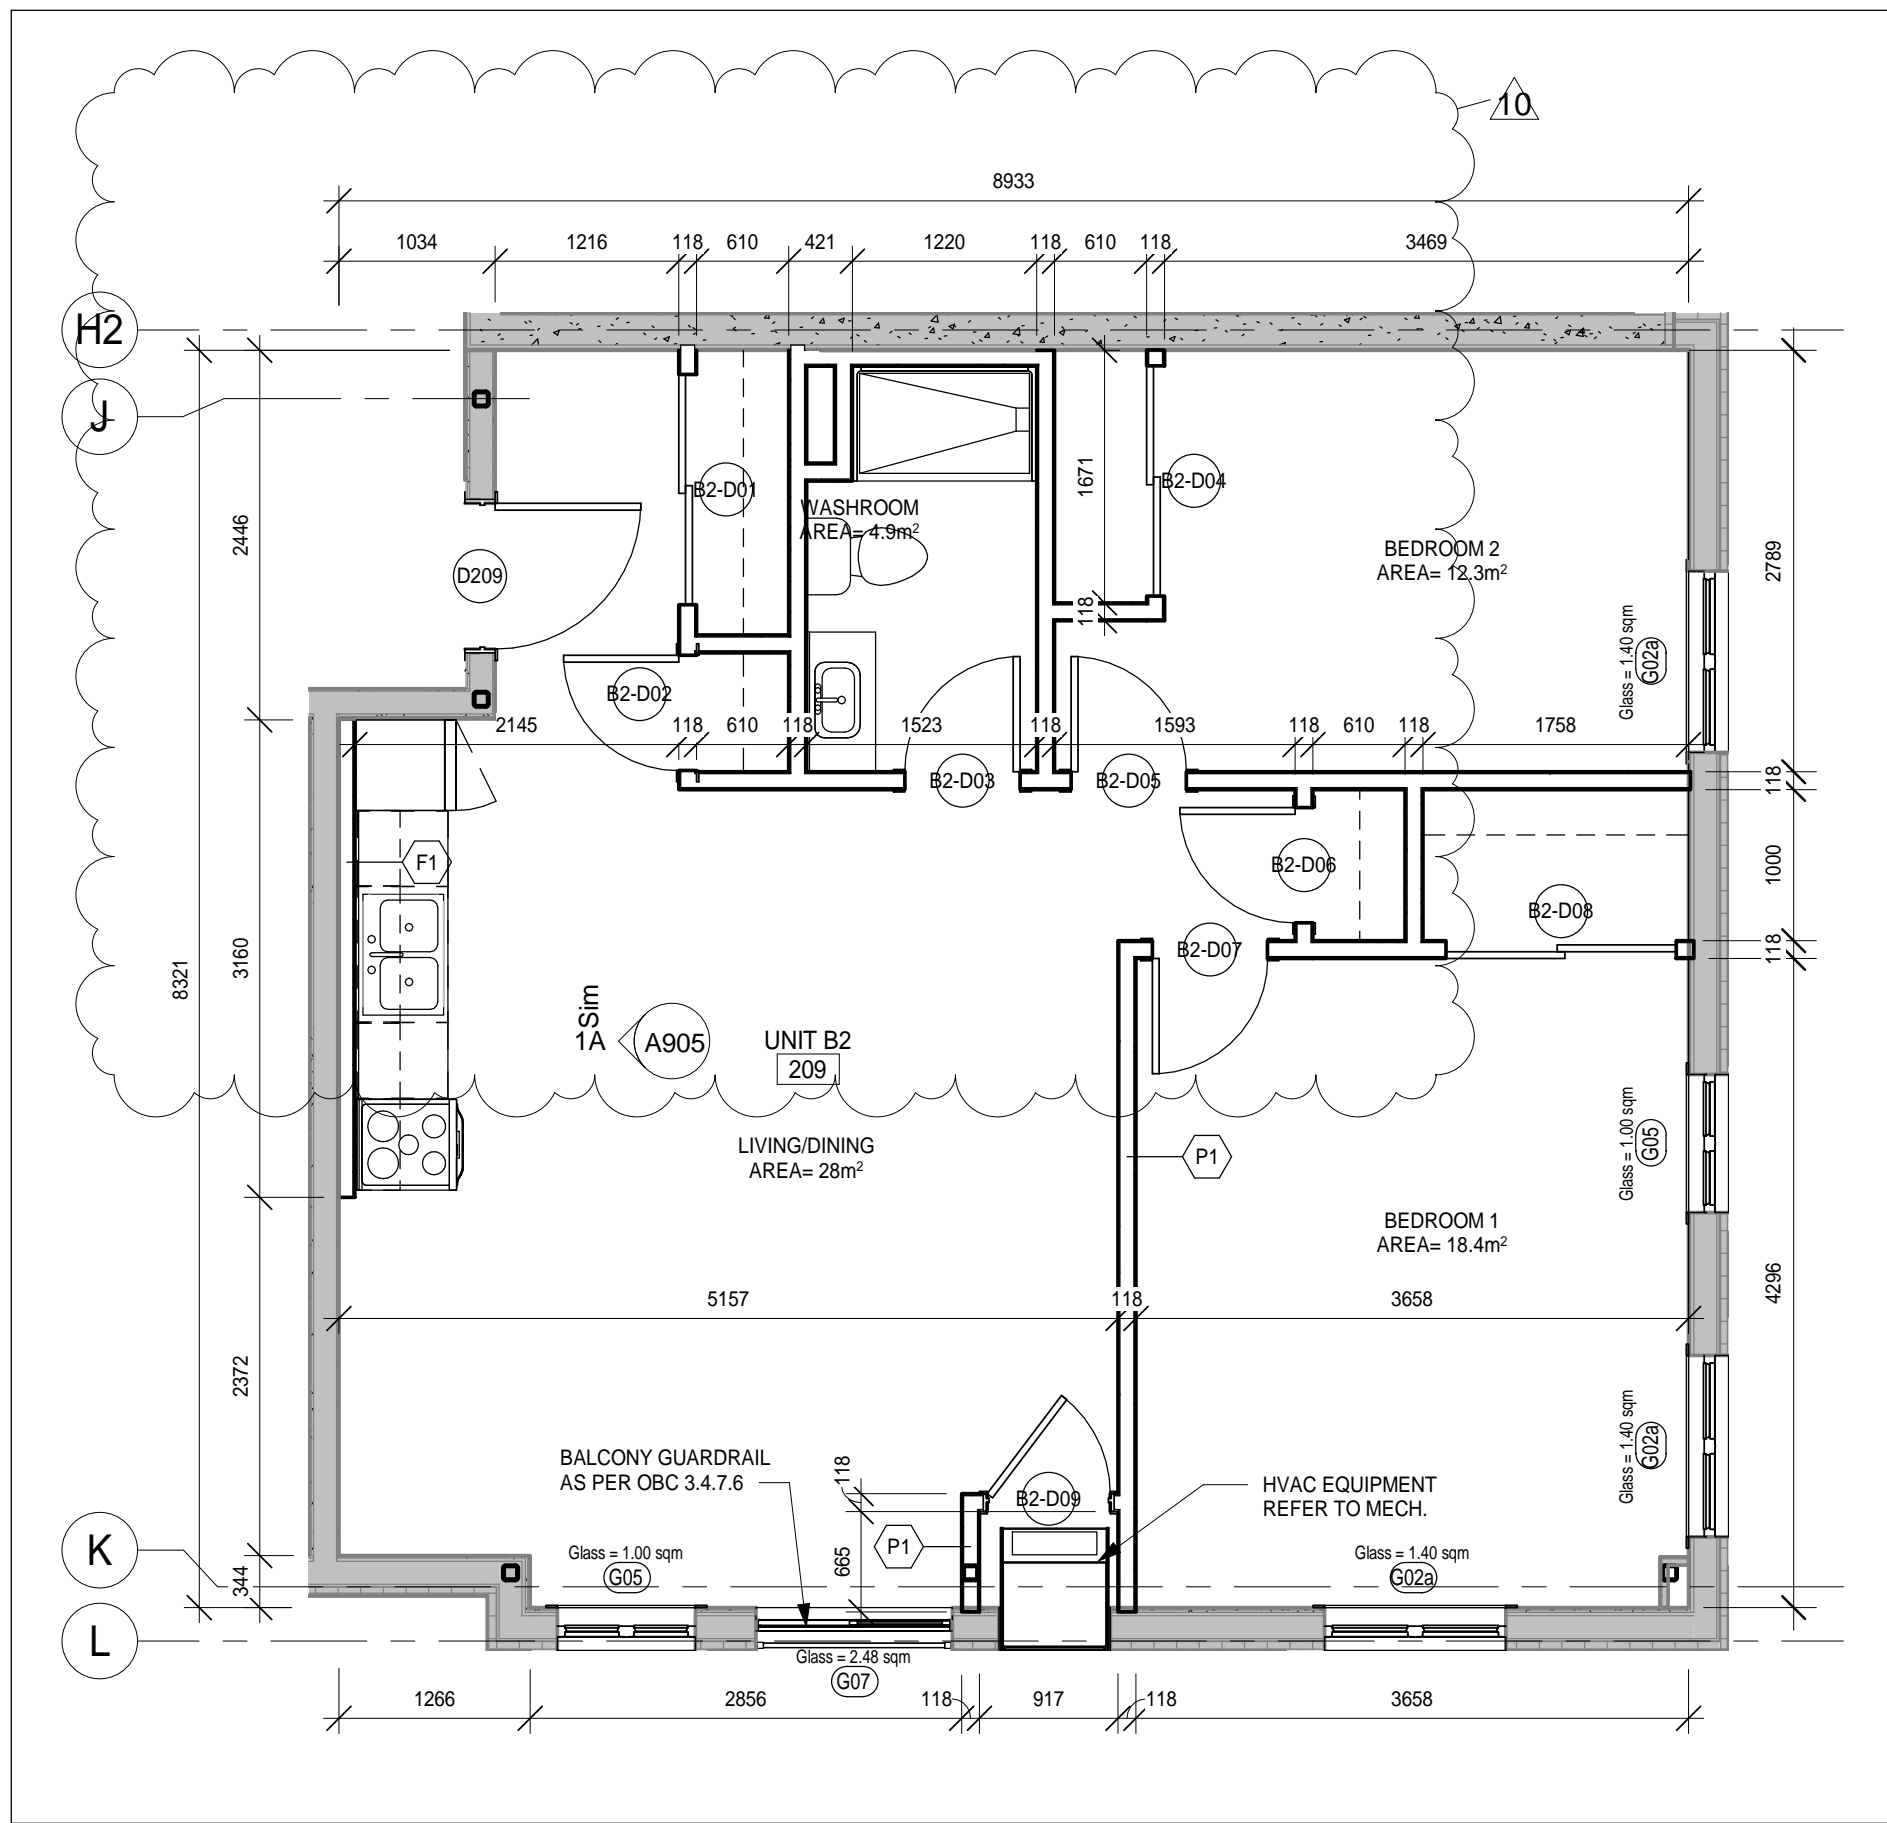 10
8933
1034 1216 118 610 421 1220 118 610 118 3469
H2
J
2446
3160
8321
2372
344
B2-D01
WASHROOM
AREA= 4.9m²
1671
118
B2-D04
BEDROOM 2
AREA= 12.3m²
D209
Glass = 1.40 sqm
G02a
2789
118
1000
118
4296
B2-D02
2145 118 610 118 1523 118 1593 118 610 118 1758
B2-D03
B2-D05
F1
B2-D06
B2-D08
B2-D07
1A Sim
A905
UNIT B2
209
LIVING/DINING
AREA= 28m²
P1
Glass = 1.00 sqm
G05
BEDROOM 1
AREA= 18.4m²
5157 118 3658
Glass = 1.40 sqm
G02a
BALCONY GUARDRAIL
AS PER OBC 3.4.7.6
118
665
B2-D09
HVAC EQUIPMENT
REFER TO MECH.
K
L
P1
Glass = 1.00 sqm
G05
Glass = 1.40 sqm
G02a
Glass = 2.48 sqm
G07
1266 2856 118 917 118 3658